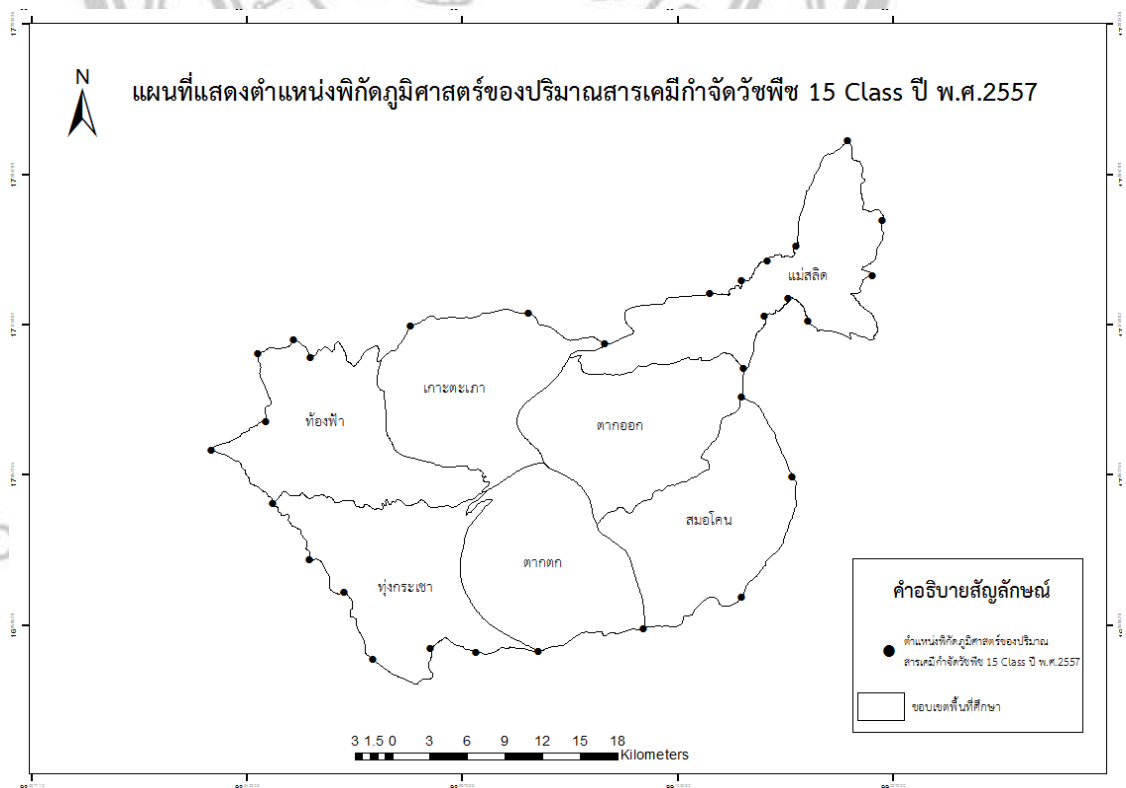 N
แผนที่แสดงตำแหน่งพิกัดภูมิศาสตร์ของปริมาณสารเคมีกำจัดวัชพืช 15 Class ปี พ.ศ.2557
แม่สลิด
เกาะตะเภา
ท้องฟ้า
ตากออก
สมอโคน
ตากตก
ทุ่งกระเชา
คำอธิบายสัญลักษณ์
ตำแหน่งพิกัดภูมิศาสตร์ของปริมาณ
สารเคมีกำจัดวัชพืช 15 Class ปี พ.ศ.2557
ขอบเขตพื้นที่ศึกษา
3 1.5 0 3 6 9 12 15 18
Kilometers